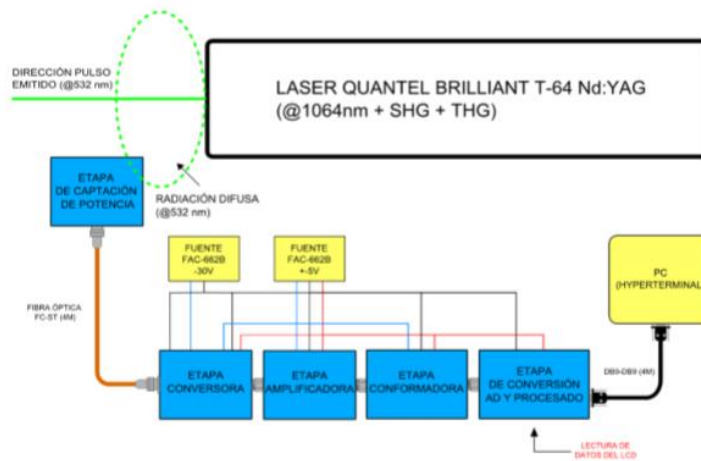 DIRECCIÓN PULSO
EMITIDO (@532 nm)
LASER QUANTEL BRILLIANT T-64 Nd:YAG
(@1064nm + SHG + THG)
ETAPA
DE CAPTACIÓN
DE POTENCIA
RADIACIÓN DIFUSA
(@532 nm)
FUENTE
FAC-662B
-30V
FUENTE
FAC-662B
+-5V
PC
(HYPERTERMINAL
FIBRA ÓPTICA
FC-ST (4M)
ETAPA
CONVERSORA
ETAPA
AMPLIFICADORA
ETAPA
CONFORMADORA
ETAPA
DE CONVERSIÓN
AD Y PROCESADO
DB9-DB9 (4M)
LECTURA DE
DATOS DEL LCD